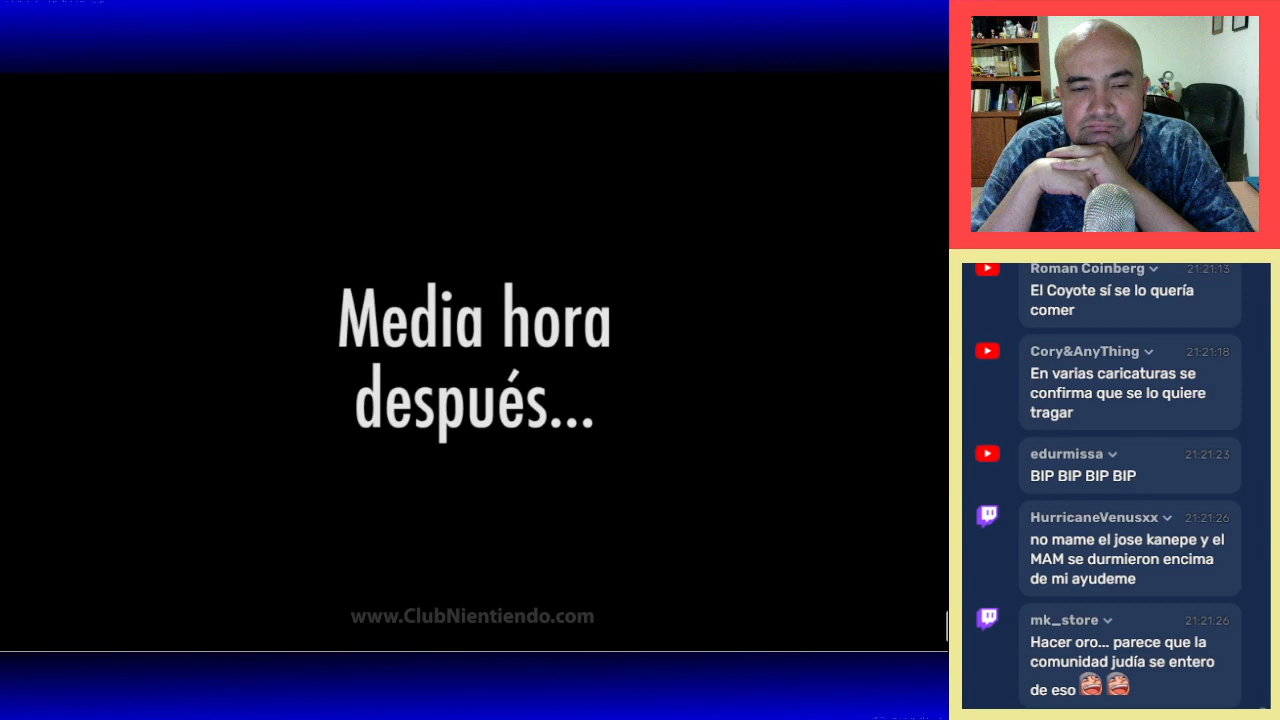 Media hora
después...
www.ClubNientiendo.com
Roman Coinberg 21:21:13
El Coyote sí se lo quería
comer
Cory&AnyThing 21:21:18
En varias caricaturas se
confirma que se lo quiere
tragar
edurmissa 21:21:23
BIP BIP BIP BIP
HurricaneVenusxx 21:21:26
no mame el jose kanepe y el
MAM se durmieron encima
de mi ayudeme
mk_store 21:21:26
Hacer oro... parece que la
comunidad judía se entero
de eso